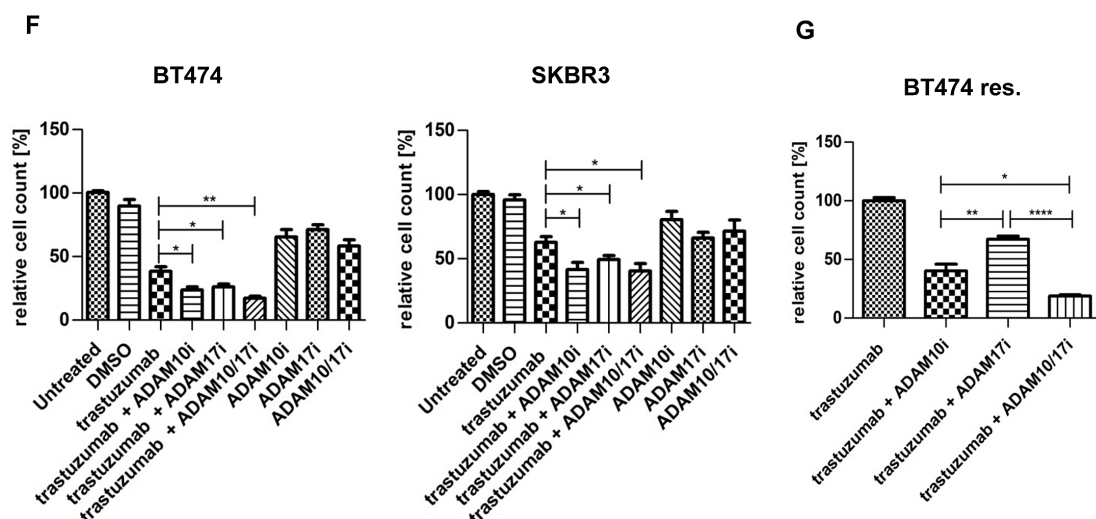 F
BT474
relative cell count [%]
150
100
50
0
**
*
*
Untreated
DMSO
trastuzumab
trastuzumab + ADAM10i
trastuzumab + ADAM17i
trastuzumab + ADAM10/17i
ADAM10i
ADAM17i
ADAM10/17i
SKBR3
relative cell count [%]
150
100
50
0
*
*
*
Untreated
DMSO
trastuzumab
trastuzumab + ADAM10i
trastuzumab + ADAM17i
trastuzumab + ADAM10/17i
ADAM10i
ADAM17i
ADAM10/17i
G
BT474 res.
relative cell count [%]
150
100
50
0
*
** ****
trastuzumab
trastuzumab + ADAM10i
trastuzumab + ADAM17i
trastuzumab + ADAM10/17i